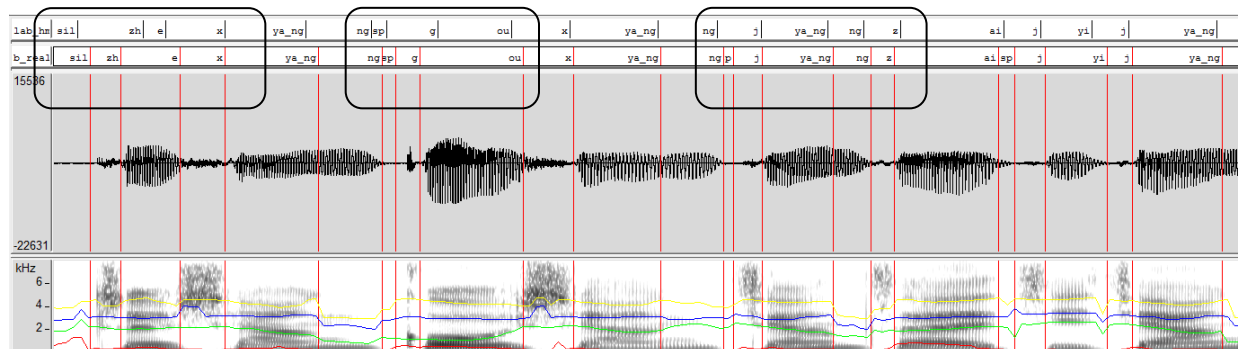 lab_hm sil zh e x ya_ng ng sp g ou x ya_ng ng j ya_ng ng z ai j yi j ya_ng
b_real sil zh e x ya_ng ng sp g ou x ya_ng ng p j ya_ng ng z ai sp j yi j ya_ng
15536
-22631
kHz
6
4
2